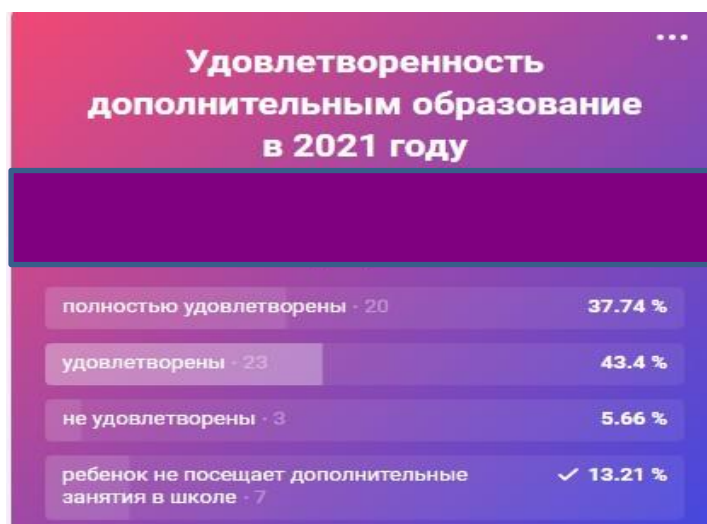 Удовлетворенность
дополнительным образование
в 2021 году
полностью удовлетворены · 20 37.74 %
удовлетворены · 23 43.4 %
не удовлетворены · 3 5.66 %
ребенок не посещает дополнительные 13.21 %
занятия в школе · 7